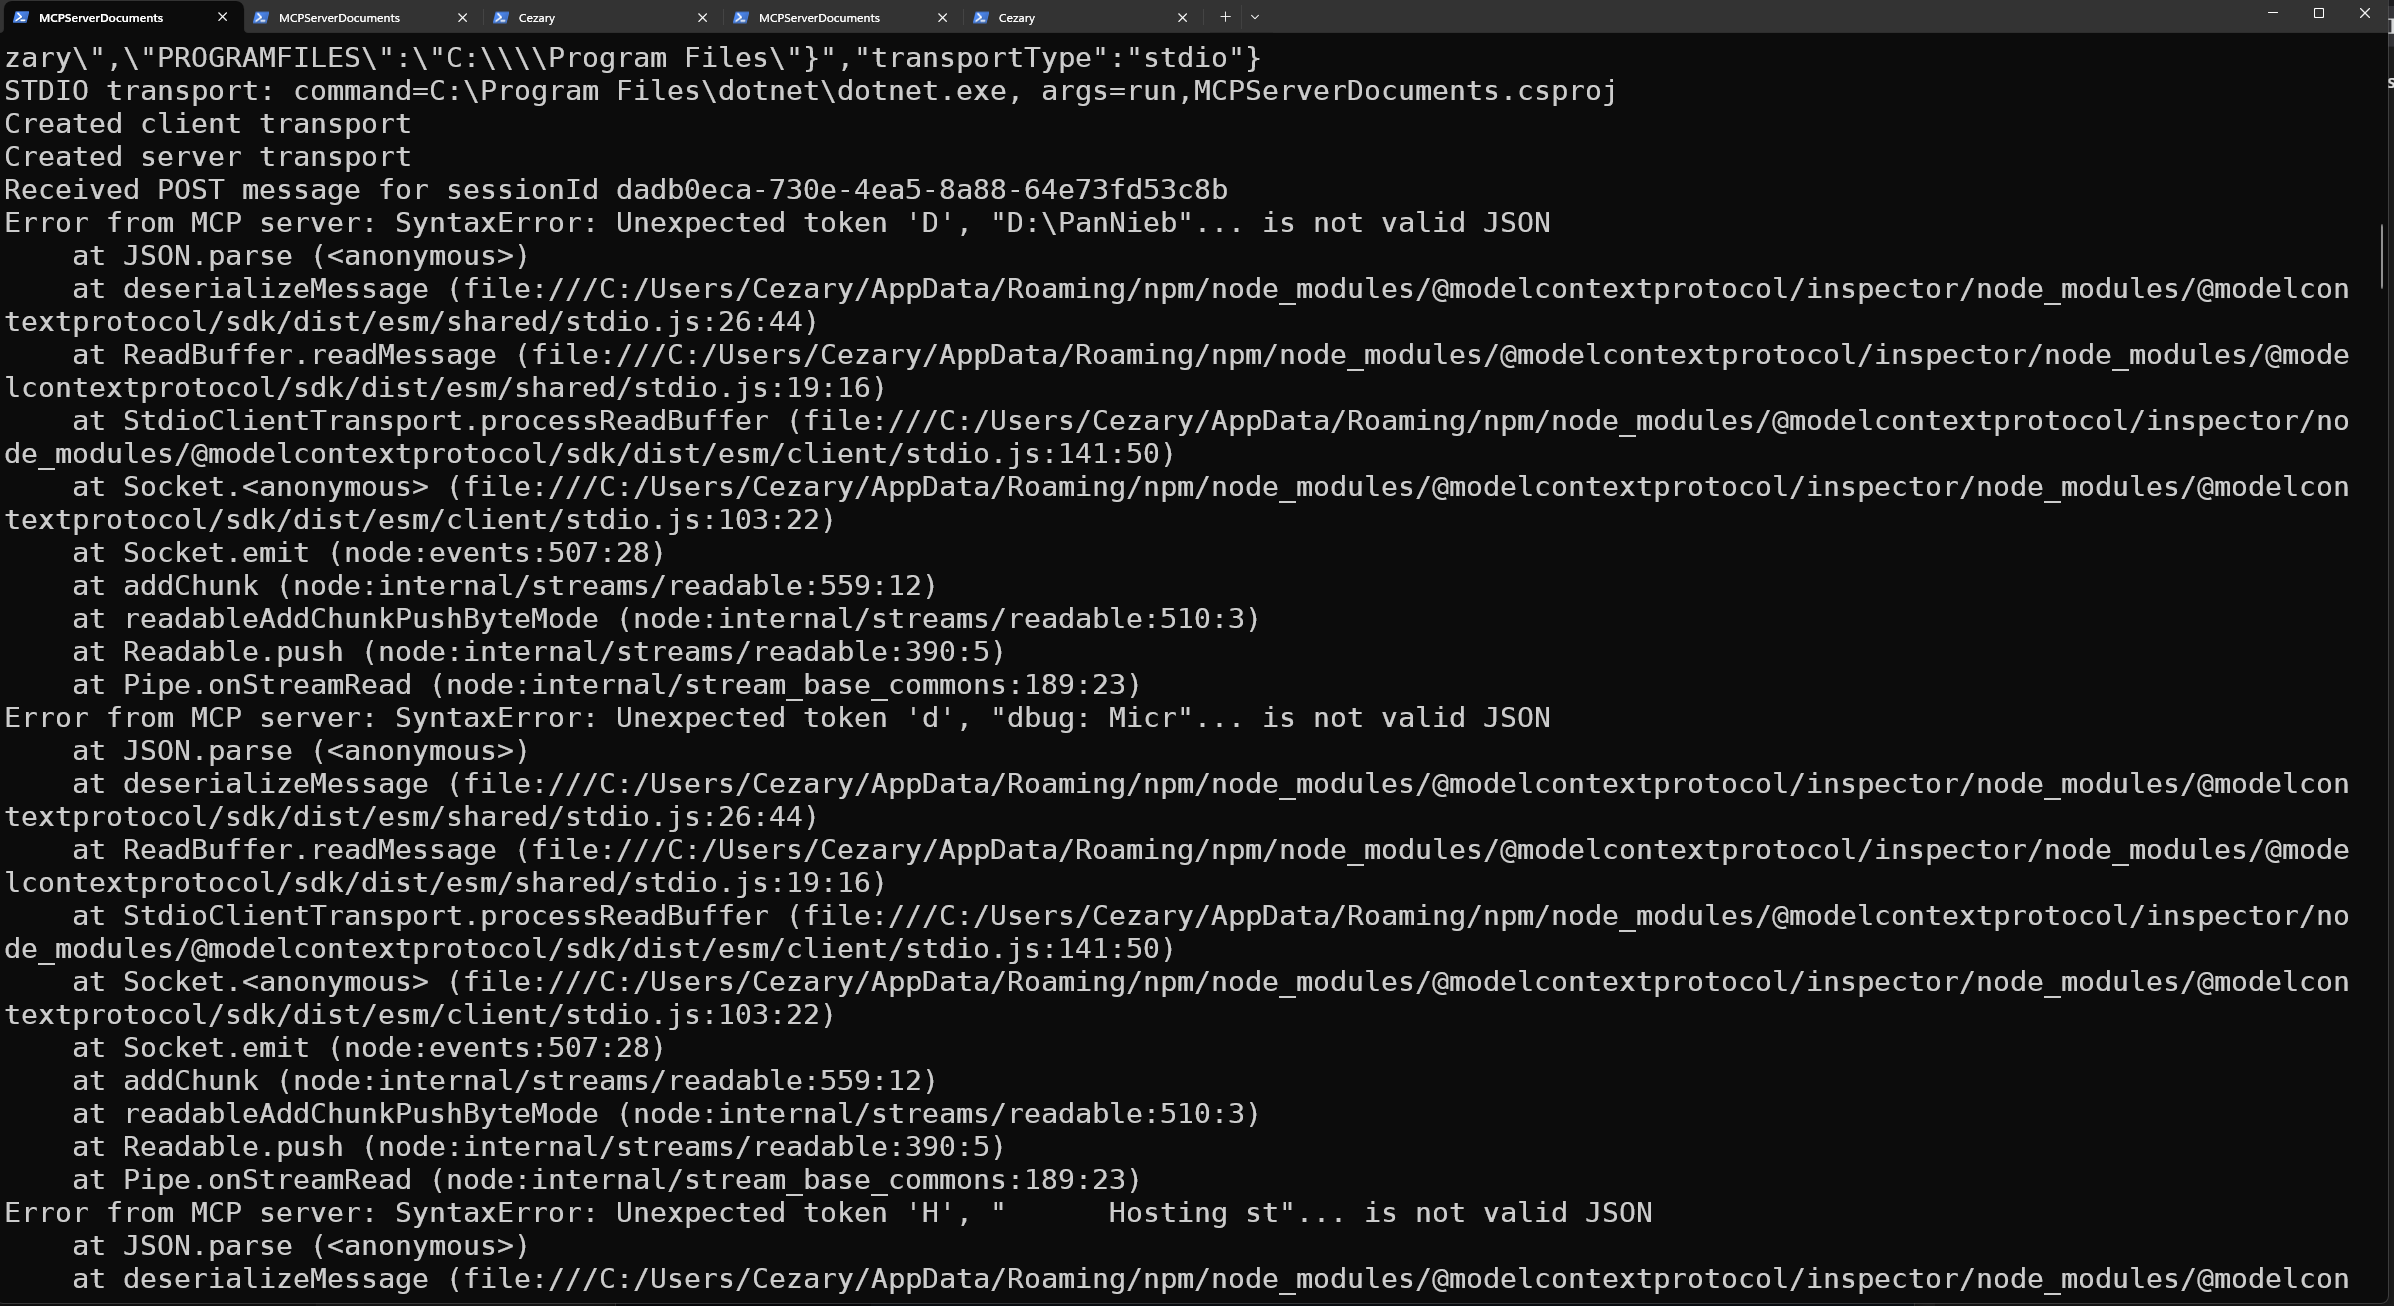 MCPServerDocuments MCPServerDocuments Cezary MCPServerDocuments Cezary
zary\",\"PROGRAMFILES\":\"C:\\\\Program Files\"}","transportType":"stdio"}
STDIO transport: command=C:\Program Files\dotnet\dotnet.exe, args=run,MCPServerDocuments.csproj
Created client transport
Created server transport
Received POST message for sessionId dadb0eca-730e-4ea5-8a88-64e73fd53c8b
Error from MCP server: SyntaxError: Unexpected token 'D', "D:\PanNieb"... is not valid JSON
    at JSON.parse (<anonymous>)
    at deserializeMessage (file:///C:/Users/Cezary/AppData/Roaming/npm/node_modules/@modelcontextprotocol/inspector/node_modules/@modelcon
textprotocol/sdk/dist/esm/shared/stdio.js:26:44)
    at ReadBuffer.readMessage (file:///C:/Users/Cezary/AppData/Roaming/npm/node_modules/@modelcontextprotocol/inspector/node_modules/@mode
lcontextprotocol/sdk/dist/esm/shared/stdio.js:19:16)
    at StdioClientTransport.processReadBuffer (file:///C:/Users/Cezary/AppData/Roaming/npm/node_modules/@modelcontextprotocol/inspector/no
de_modules/@modelcontextprotocol/sdk/dist/esm/client/stdio.js:141:50)
    at Socket.<anonymous> (file:///C:/Users/Cezary/AppData/Roaming/npm/node_modules/@modelcontextprotocol/inspector/node_modules/@modelcon
textprotocol/sdk/dist/esm/client/stdio.js:103:22)
    at Socket.emit (node:events:507:28)
    at addChunk (node:internal/streams/readable:559:12)
    at readableAddChunkPushByteMode (node:internal/streams/readable:510:3)
    at Readable.push (node:internal/streams/readable:390:5)
    at Pipe.onStreamRead (node:internal/stream_base_commons:189:23)
Error from MCP server: SyntaxError: Unexpected token 'd', "dbug: Micr"... is not valid JSON
    at JSON.parse (<anonymous>)
    at deserializeMessage (file:///C:/Users/Cezary/AppData/Roaming/npm/node_modules/@modelcontextprotocol/inspector/node_modules/@modelcon
textprotocol/sdk/dist/esm/shared/stdio.js:26:44)
    at ReadBuffer.readMessage (file:///C:/Users/Cezary/AppData/Roaming/npm/node_modules/@modelcontextprotocol/inspector/node_modules/@mode
lcontextprotocol/sdk/dist/esm/shared/stdio.js:19:16)
    at StdioClientTransport.processReadBuffer (file:///C:/Users/Cezary/AppData/Roaming/npm/node_modules/@modelcontextprotocol/inspector/no
de_modules/@modelcontextprotocol/sdk/dist/esm/client/stdio.js:141:50)
    at Socket.<anonymous> (file:///C:/Users/Cezary/AppData/Roaming/npm/node_modules/@modelcontextprotocol/inspector/node_modules/@modelcon
textprotocol/sdk/dist/esm/client/stdio.js:103:22)
    at Socket.emit (node:events:507:28)
    at addChunk (node:internal/streams/readable:559:12)
    at readableAddChunkPushByteMode (node:internal/streams/readable:510:3)
    at Readable.push (node:internal/streams/readable:390:5)
    at Pipe.onStreamRead (node:internal/stream_base_commons:189:23)
Error from MCP server: SyntaxError: Unexpected token 'H', "      Hosting st"... is not valid JSON
    at JSON.parse (<anonymous>)
    at deserializeMessage (file:///C:/Users/Cezary/AppData/Roaming/npm/node_modules/@modelcontextprotocol/inspector/node_modules/@modelcon